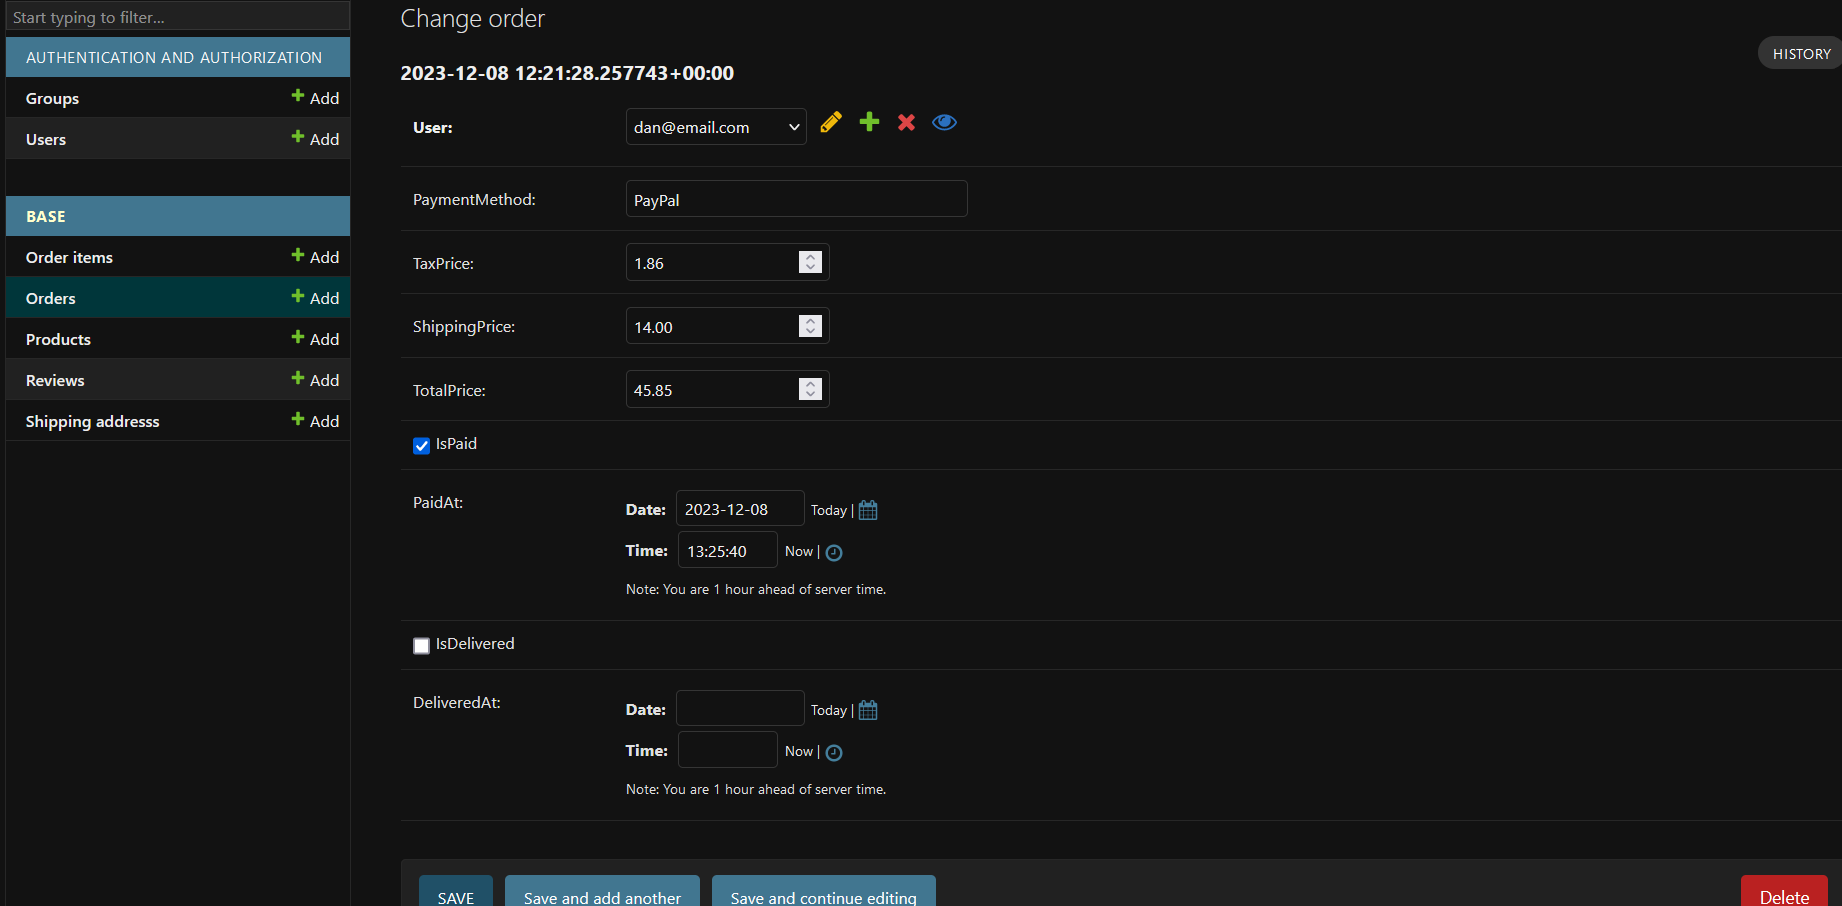 Start typing to filter...
AUTHENTICATION AND AUTHORIZATION
Groups Add
Users Add
BASE
Order items Add
Orders Add
Products Add
Reviews Add
Shipping addresss Add
Change order
HISTORY
2023-12-08 12:21:28.257743+00:00
User: dan@email.com
PaymentMethod: PayPal
TaxPrice: 1.86
ShippingPrice: 14.00
TotalPrice: 45.85
IsPaid
PaidAt:
Date: 2023-12-08 Today |
Time: 13:25:40 Now |
Note: You are 1 hour ahead of server time.
IsDelivered
DeliveredAt:
Date: Today |
Time: Now |
Note: You are 1 hour ahead of server time.
SAVE Save and add another Save and continue editing Delete